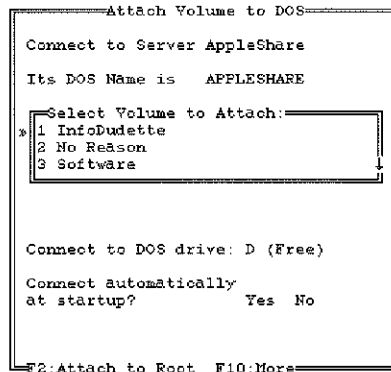 Attach Volume to DOS
Connect to Server AppleShare
Its DOS Name is APPLESHARE
Select Volume to Attach:
» 1 InfoDudette
2 No Reason
3 Software
↓
Connect to DOS drive: D (Free)
Connect automatically
at startup? Yes No
F2:Attach to Root F10:More